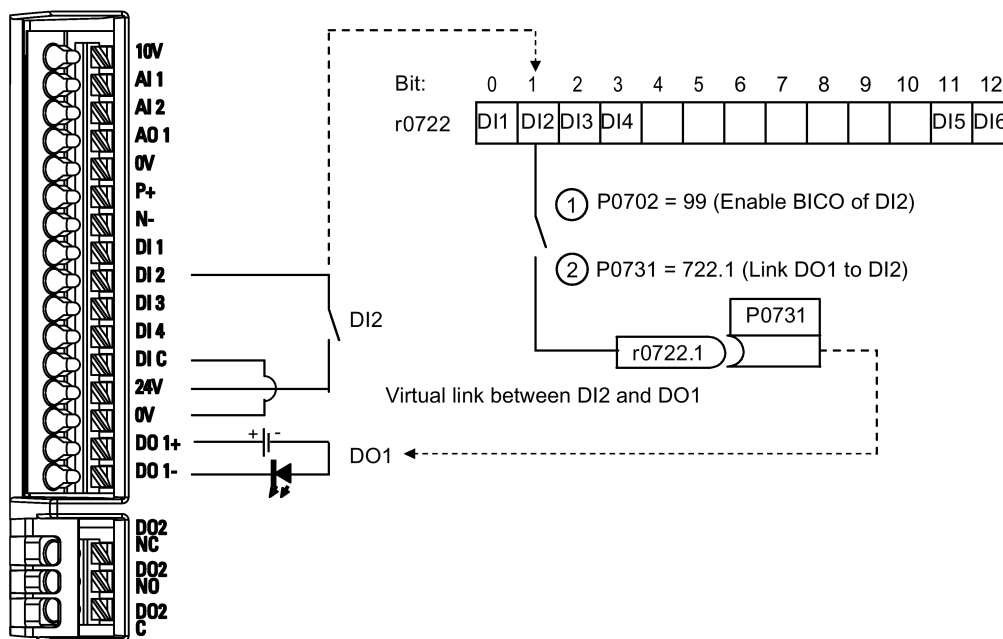 10V
AI 1
AI 2
AO 1
0V
P+
N-
DI 1
DI 2
DI 3
DI 4
DI C
24V
0V
DO 1+
DO 1-
DO2
NC
DO2
NO
DO2
C
+ -
DI2
DO1
Bit: 0 1 2 3 4 5 6 7 8 9 10 11 12
r0722 DI1 DI2 DI3 DI4 DI5 DI6
1 P0702 = 99 (Enable BICO of DI2)
2 P0731 = 722.1 (Link DO1 to DI2)
P0731
r0722.1
Virtual link between DI2 and DO1